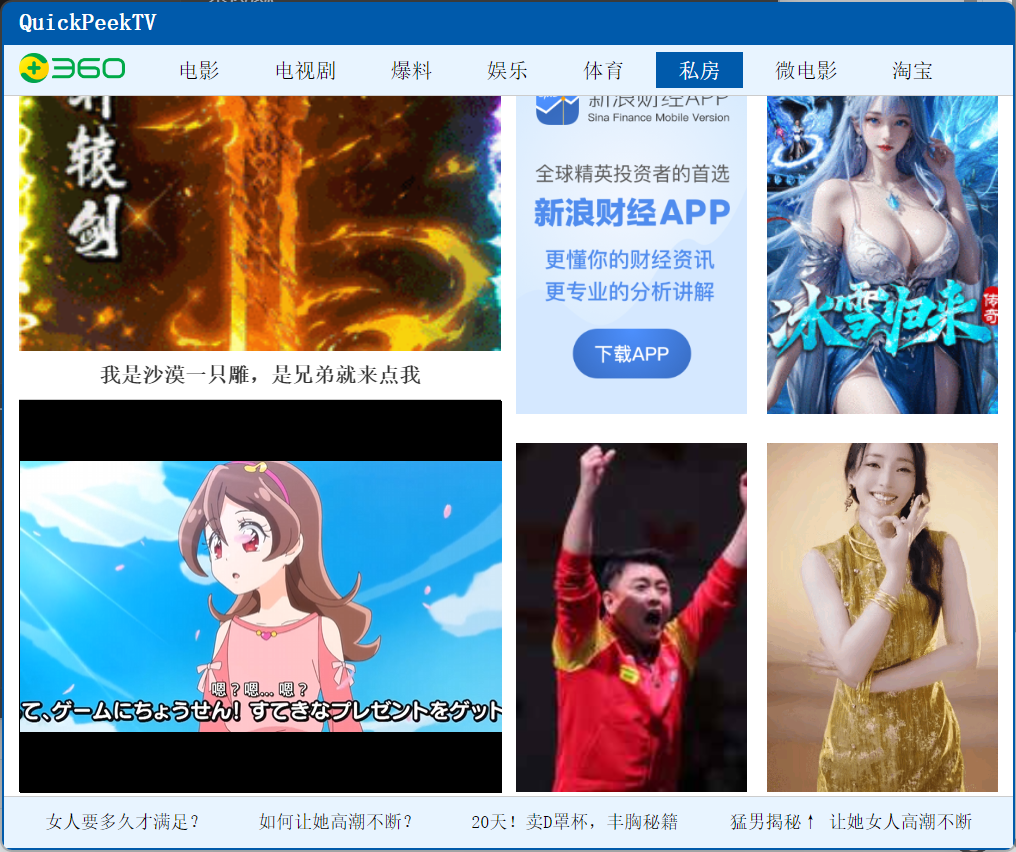 QuickPeekTV
360
电影 电视剧 爆料 娱乐 体育 私房 微电影 淘宝
轩辕剑
我是沙漠一只雕，是兄弟就来点我
新浪财经APP
Sina Finance Mobile Version
全球精英投资者的首选
新浪财经APP
更懂你的财经资讯
更专业的分析讲解
下载APP
冰雪归来
传奇
嗯？嗯... 嗯？
て、ゲームにちょうせん! すてきなプレゼントをゲット
女人要多久才满足? 如何让她高潮不断? 20天！卖D罩杯，丰胸秘籍 猛男揭秘↑ 让她女人高潮不断